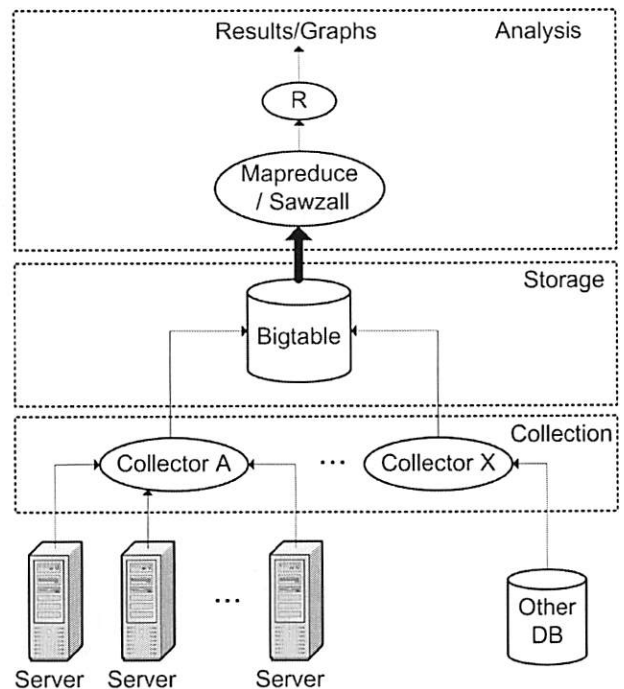 Results/Graphs
Analysis
R
Mapreduce
/ Sawzall
Storage
Bigtable
Collection
Collector A
...
Collector X
...
Other
DB
Server
Server
Server